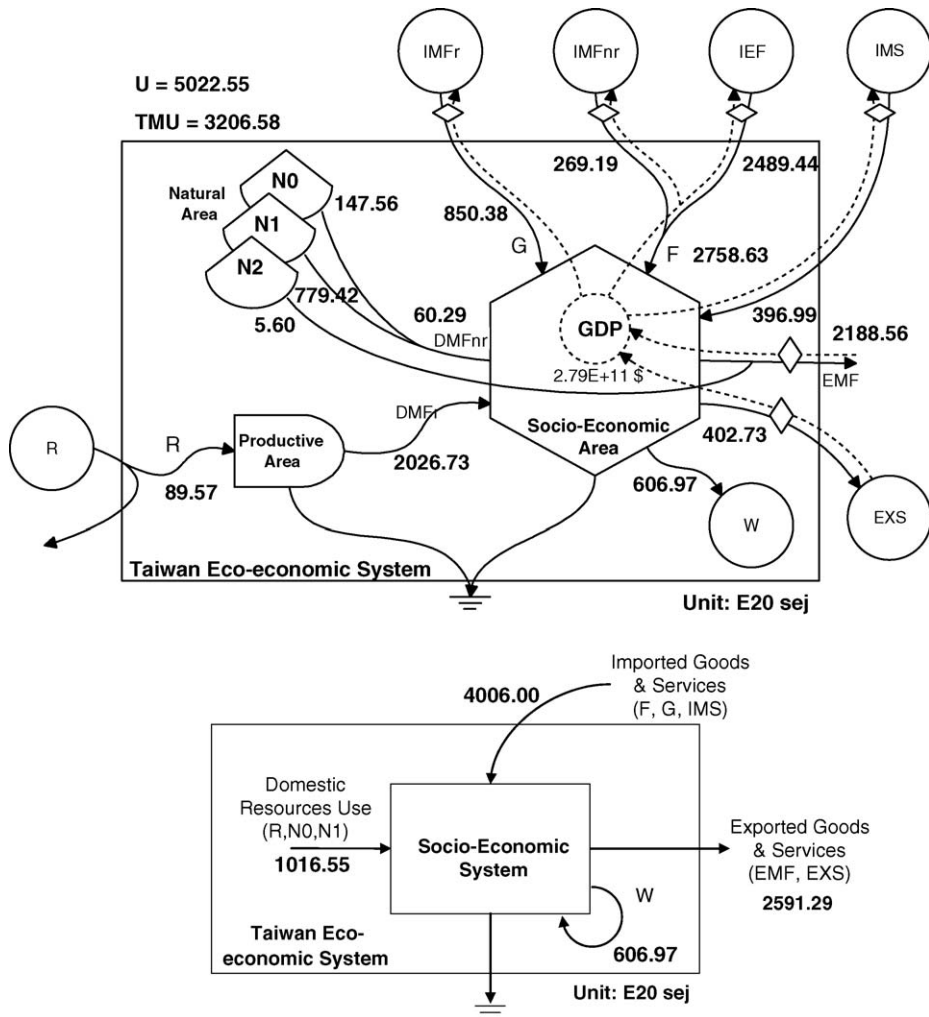 IMFr
IMFnr
IEF
IMS
U = 5022.55
TMU = 3206.58
269.19
2489.44
Natural
Area
N0
147.56
N1
850.38
N2
G
F
2758.63
779.42
5.60
60.29
DMFnr
GDP
2.79E+11 $
396.99
2188.56
EMF
DMFr
R
R
Productive
Area
Socio-Economic
Area
402.73
89.57
2026.73
606.97
W
EXS
Taiwan Eco-economic System
Unit: E20 sej
Imported Goods
& Services
(F, G, IMS)
4006.00
Domestic
Resources Use
(R,N0,N1)
1016.55
Socio-Economic
System
Exported Goods
& Services
(EMF, EXS)
2591.29
W
606.97
Taiwan Eco-
economic System
Unit: E20 sej